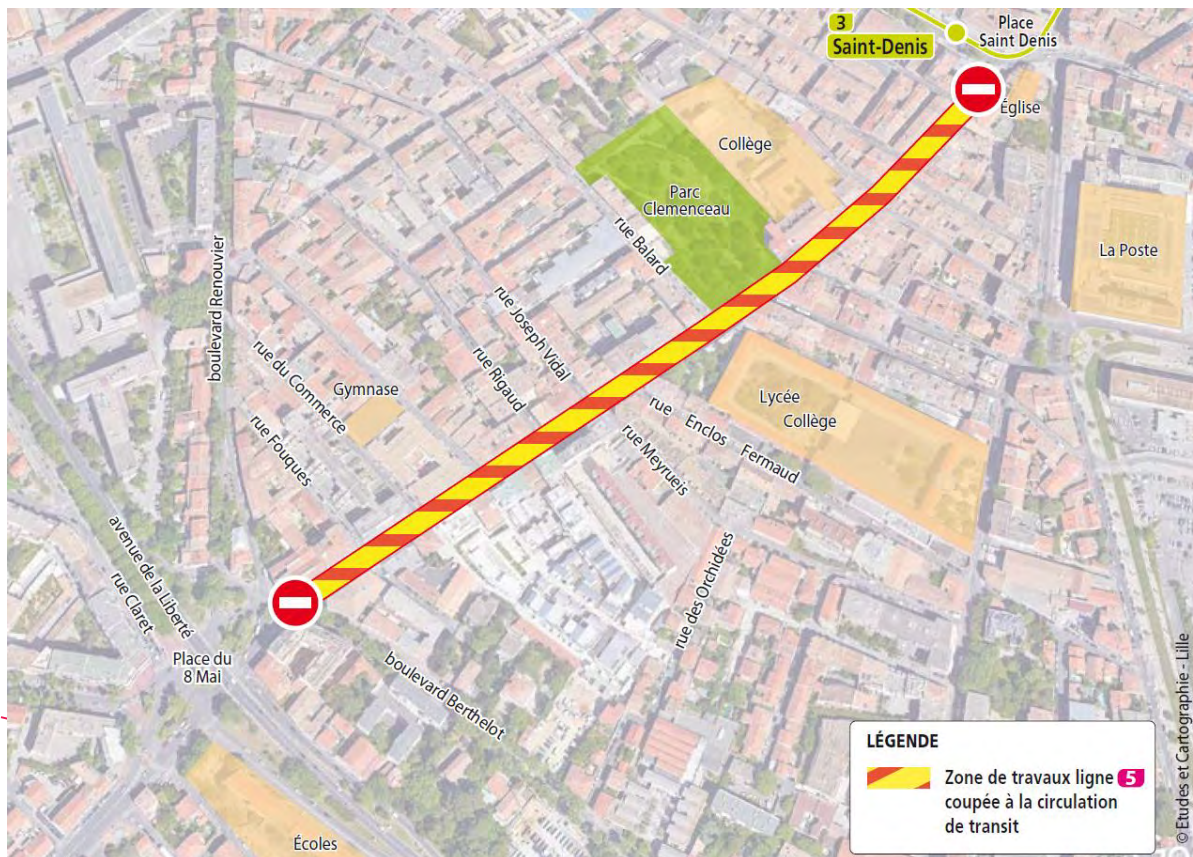 3
Saint-Denis
Place
Saint Denis
Église
Collège
Parc
Clemenceau
La Poste
rue Balard
boulevard Renouvier
rue Joseph Vidal
rue Rigaud
rue du Commerce
Gymnase
rue Fouques
Lycée
Collège
rue Enclos Fermaud
rue Meyrueis
rue des Orchidées
avenue de la Liberté
rue Claret
Place du
8 Mai
boulevard Berthelot
Écoles
LÉGENDE
Zone de travaux ligne 5
coupée à la circulation
de transit
© Etudes et Cartographie - Lille